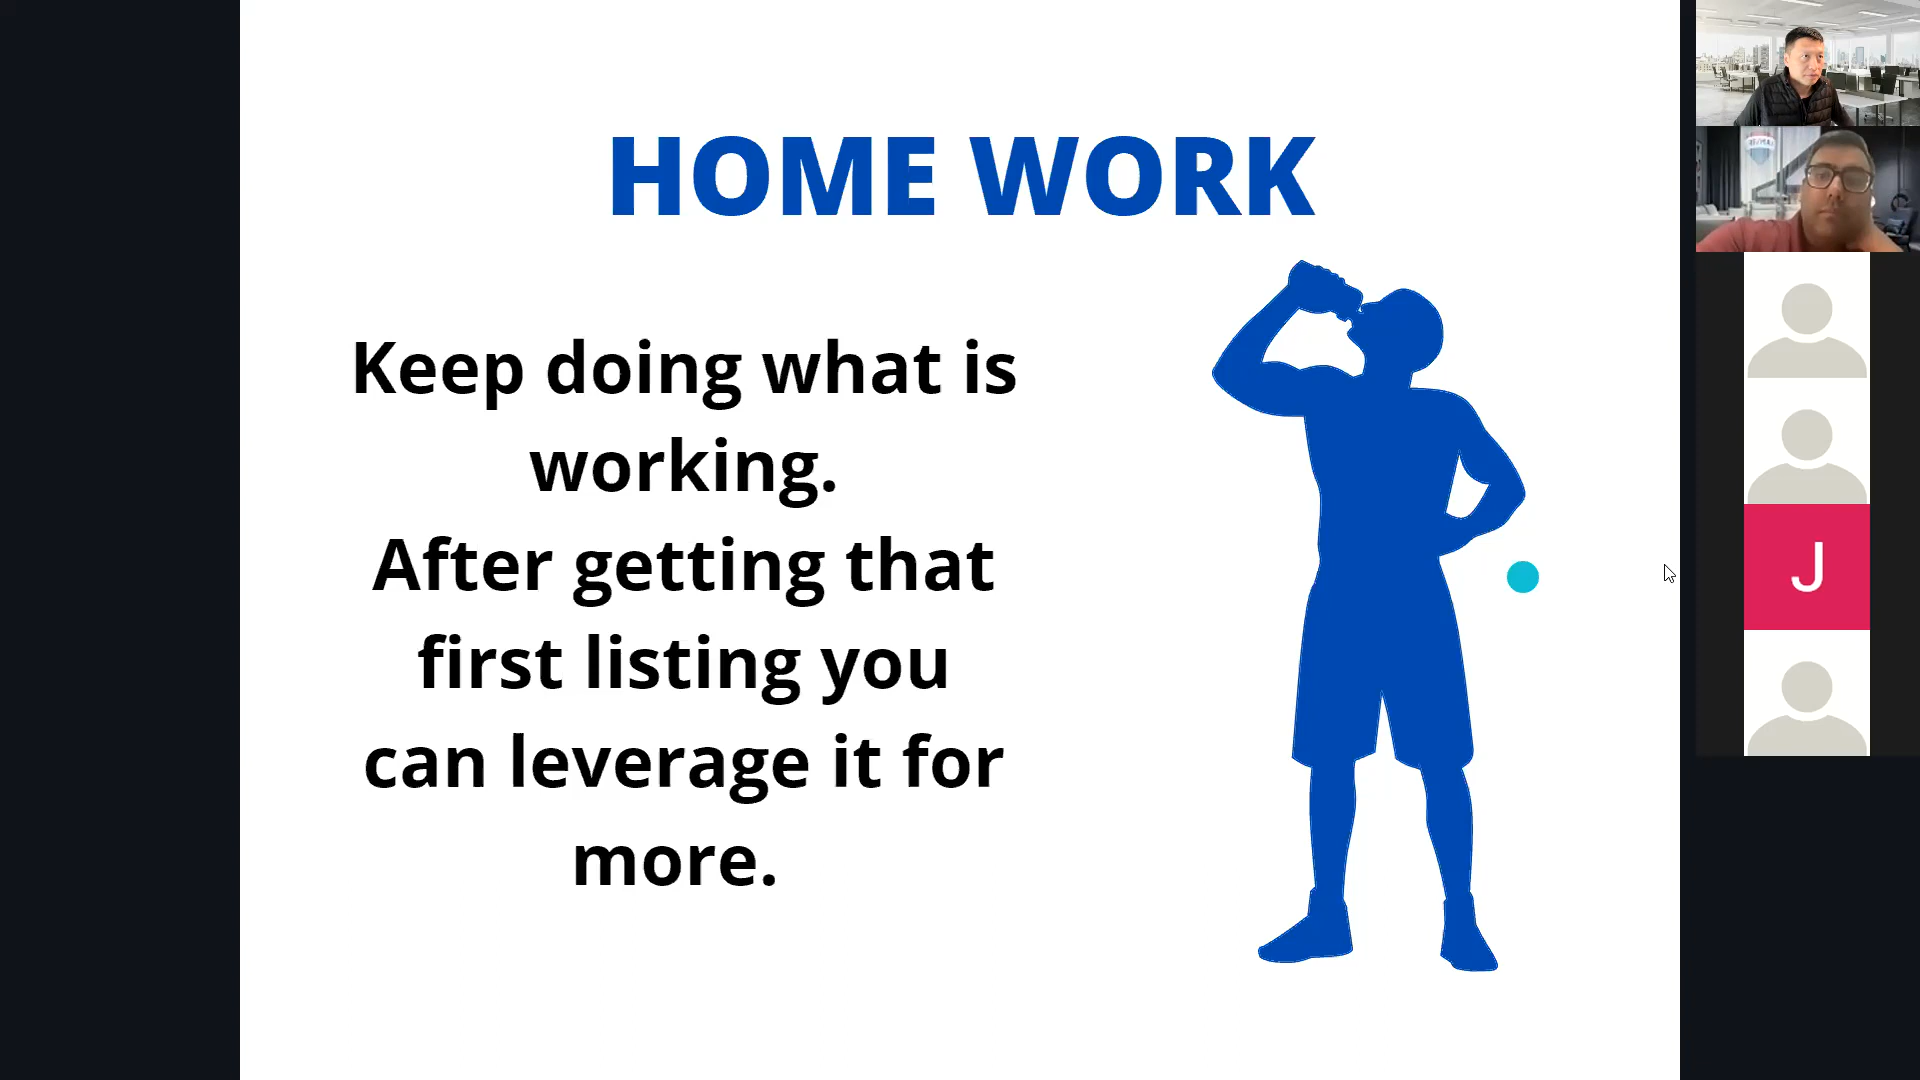 HOME WORK
Keep doing what is
working.
After getting that
first listing you
can leverage it for
more.
J